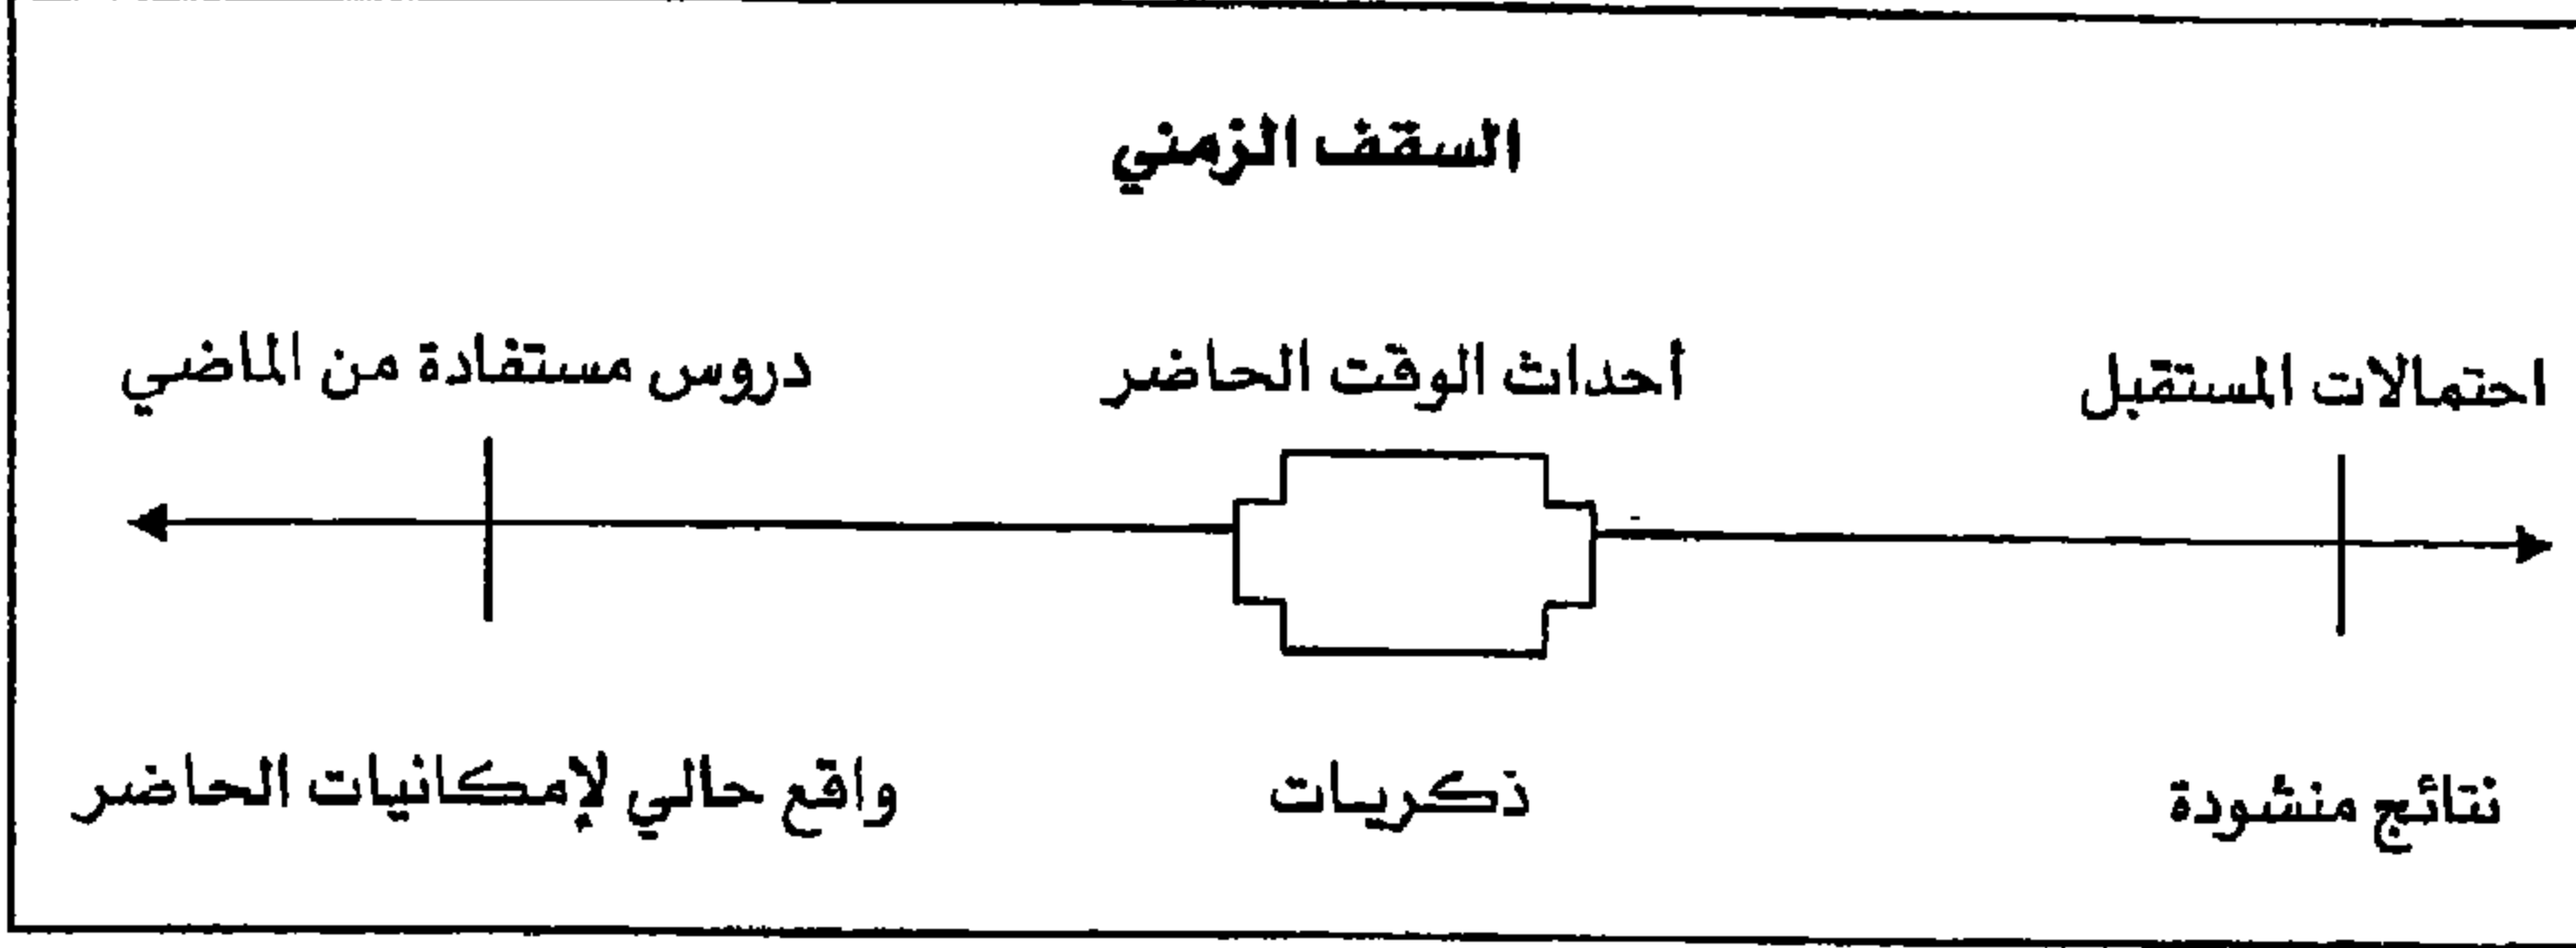 السقف الزمني
احتمالات المستقبل
أحداث الوقت الحاضر
دروس مستفادة من الماضي
نتائج منشودة
ذكريات
واقع حالي لإمكانيات الحاضر